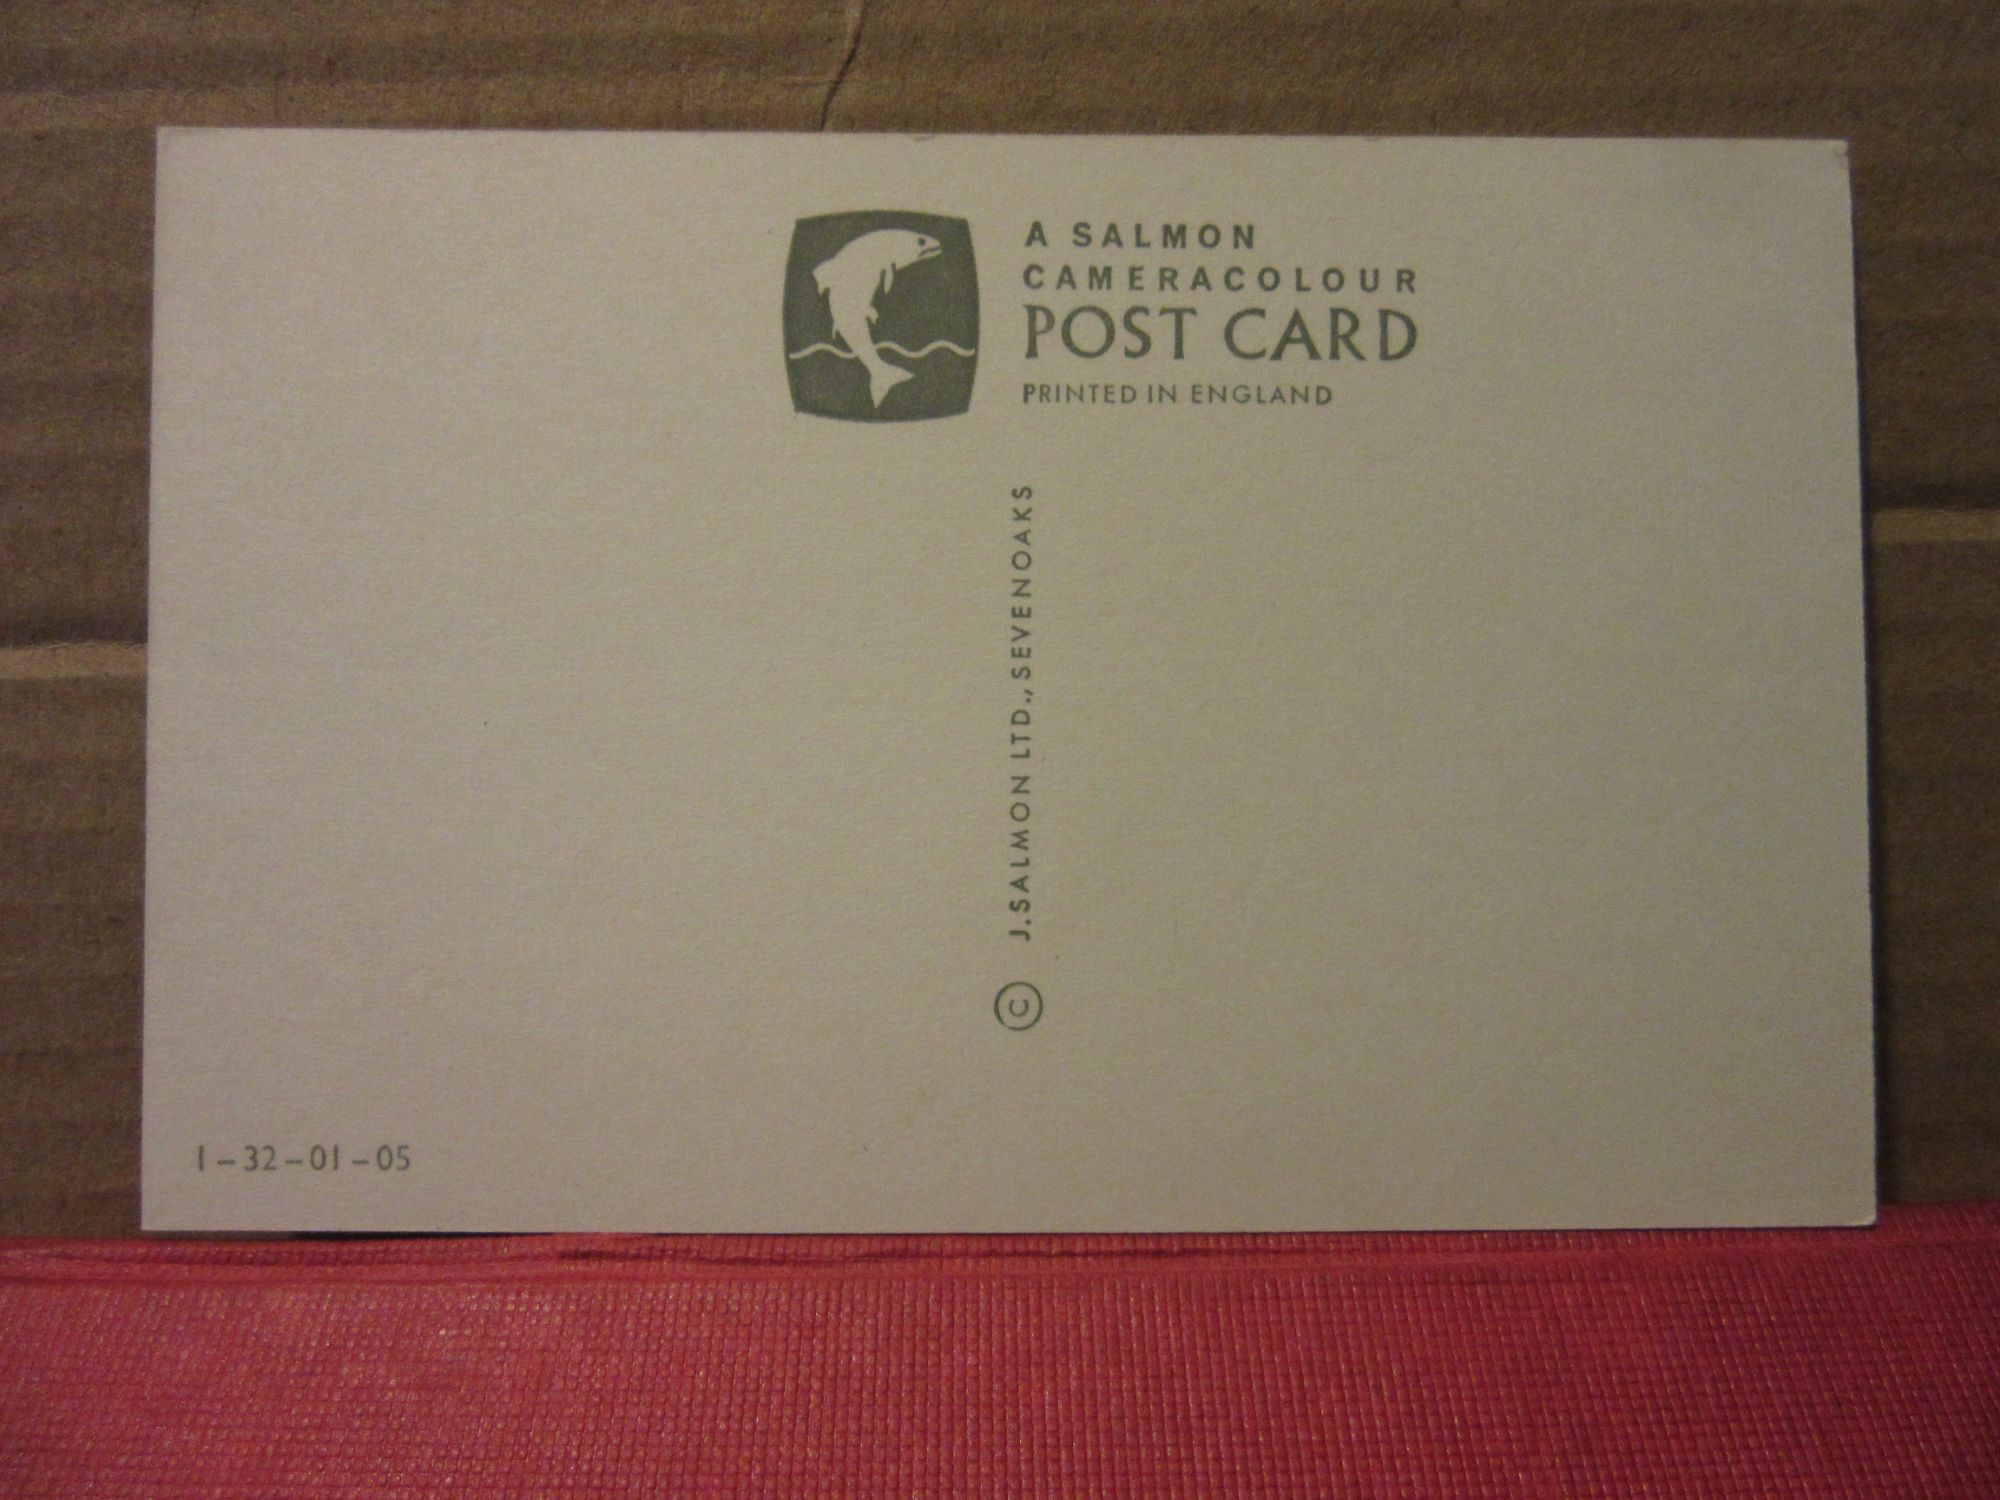 A SALMON
CAMERACOLOUR
POST CARD
PRINTED IN ENGLAND
© J. SALMON LTD., SEVENOAKS
1-32-01-05